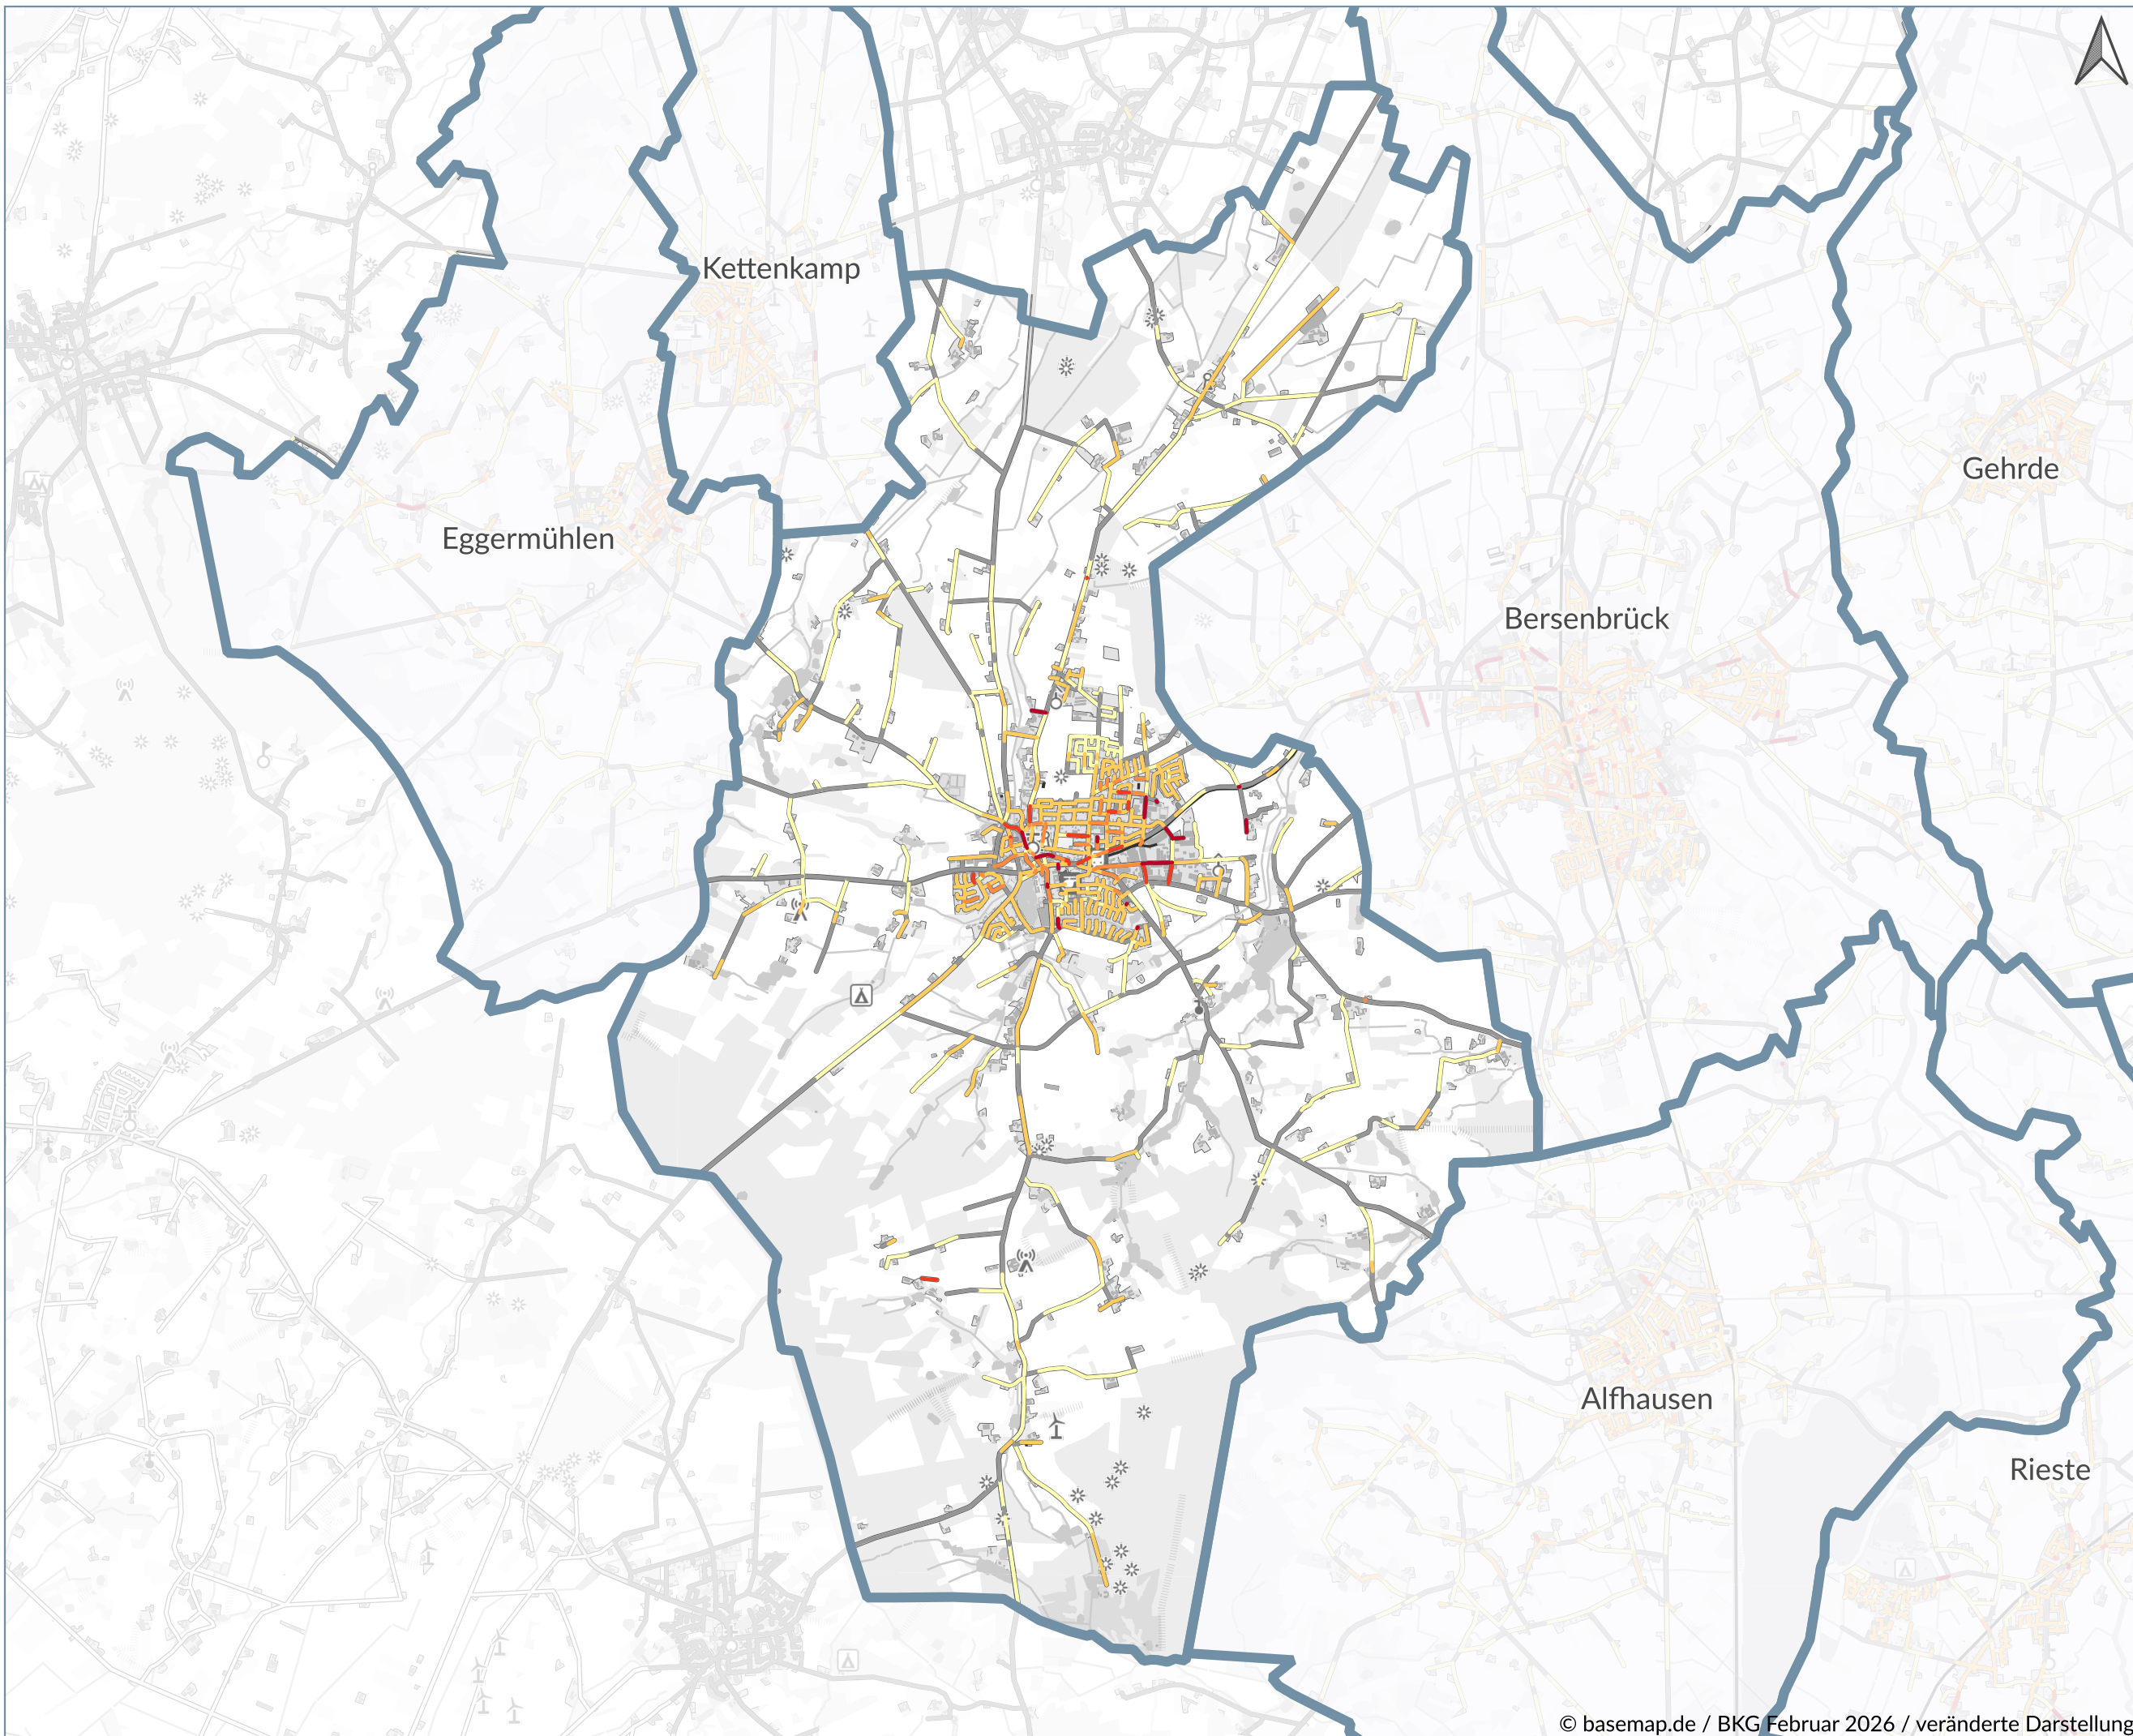 Kettenkamp
Gehrde
Eggermühlen
Bersenbrück
Alfhausen
Rieste
© basemap.de / BKG Februar 2026 / veränderte Darstellung